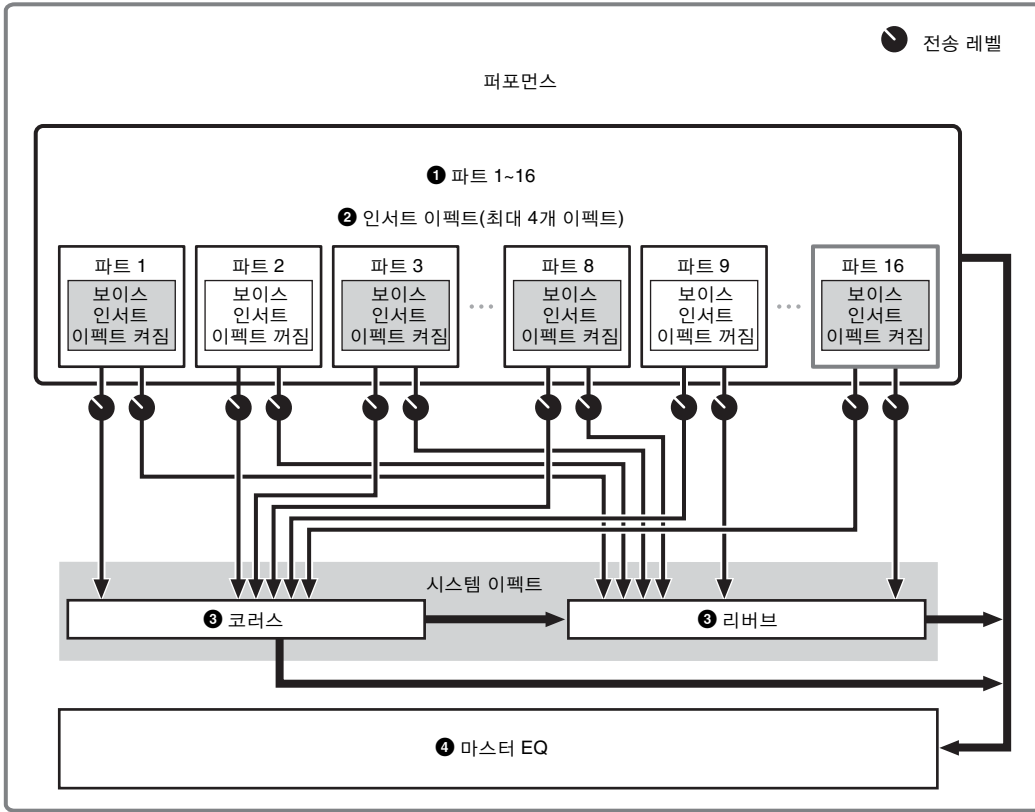 전송 레벨
퍼포먼스
❶ 파트 1~16
❷ 인서트 이펙트(최대 4개 이펙트)
파트 1
보이스
인서트
이펙트 켜짐
파트 2
보이스
인서트
이펙트 꺼짐
파트 3
보이스
인서트
이펙트 켜짐
...
파트 8
보이스
인서트
이펙트 켜짐
파트 9
보이스
인서트
이펙트 꺼짐
...
파트 16
보이스
인서트
이펙트 켜짐
시스템 이펙트
❸ 코러스
❸ 리버브
❹ 마스터 EQ